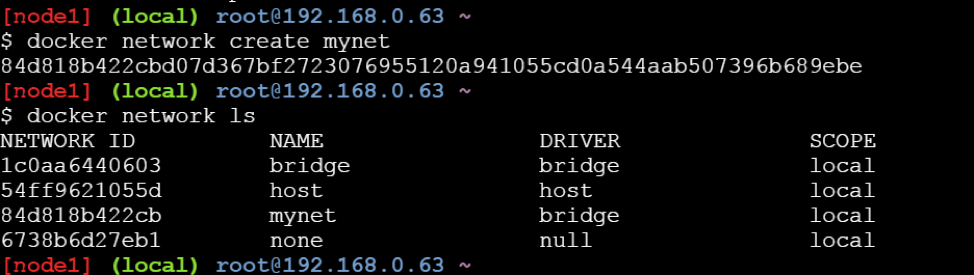 [node1] (local) root@192.168.0.63 ~
$ docker network create mynet
84d818b422cbd07d367bf2723076955120a941055cd0a544aab507396b689ebe
[node1] (local) root@192.168.0.63 ~
$ docker network ls
NETWORK ID NAME DRIVER SCOPE
1c0aa6440603 bridge bridge local
54ff9621055d host host local
84d818b422cb mynet bridge local
6738b6d27eb1 none null local
[node1] (local) root@192.168.0.63 ~